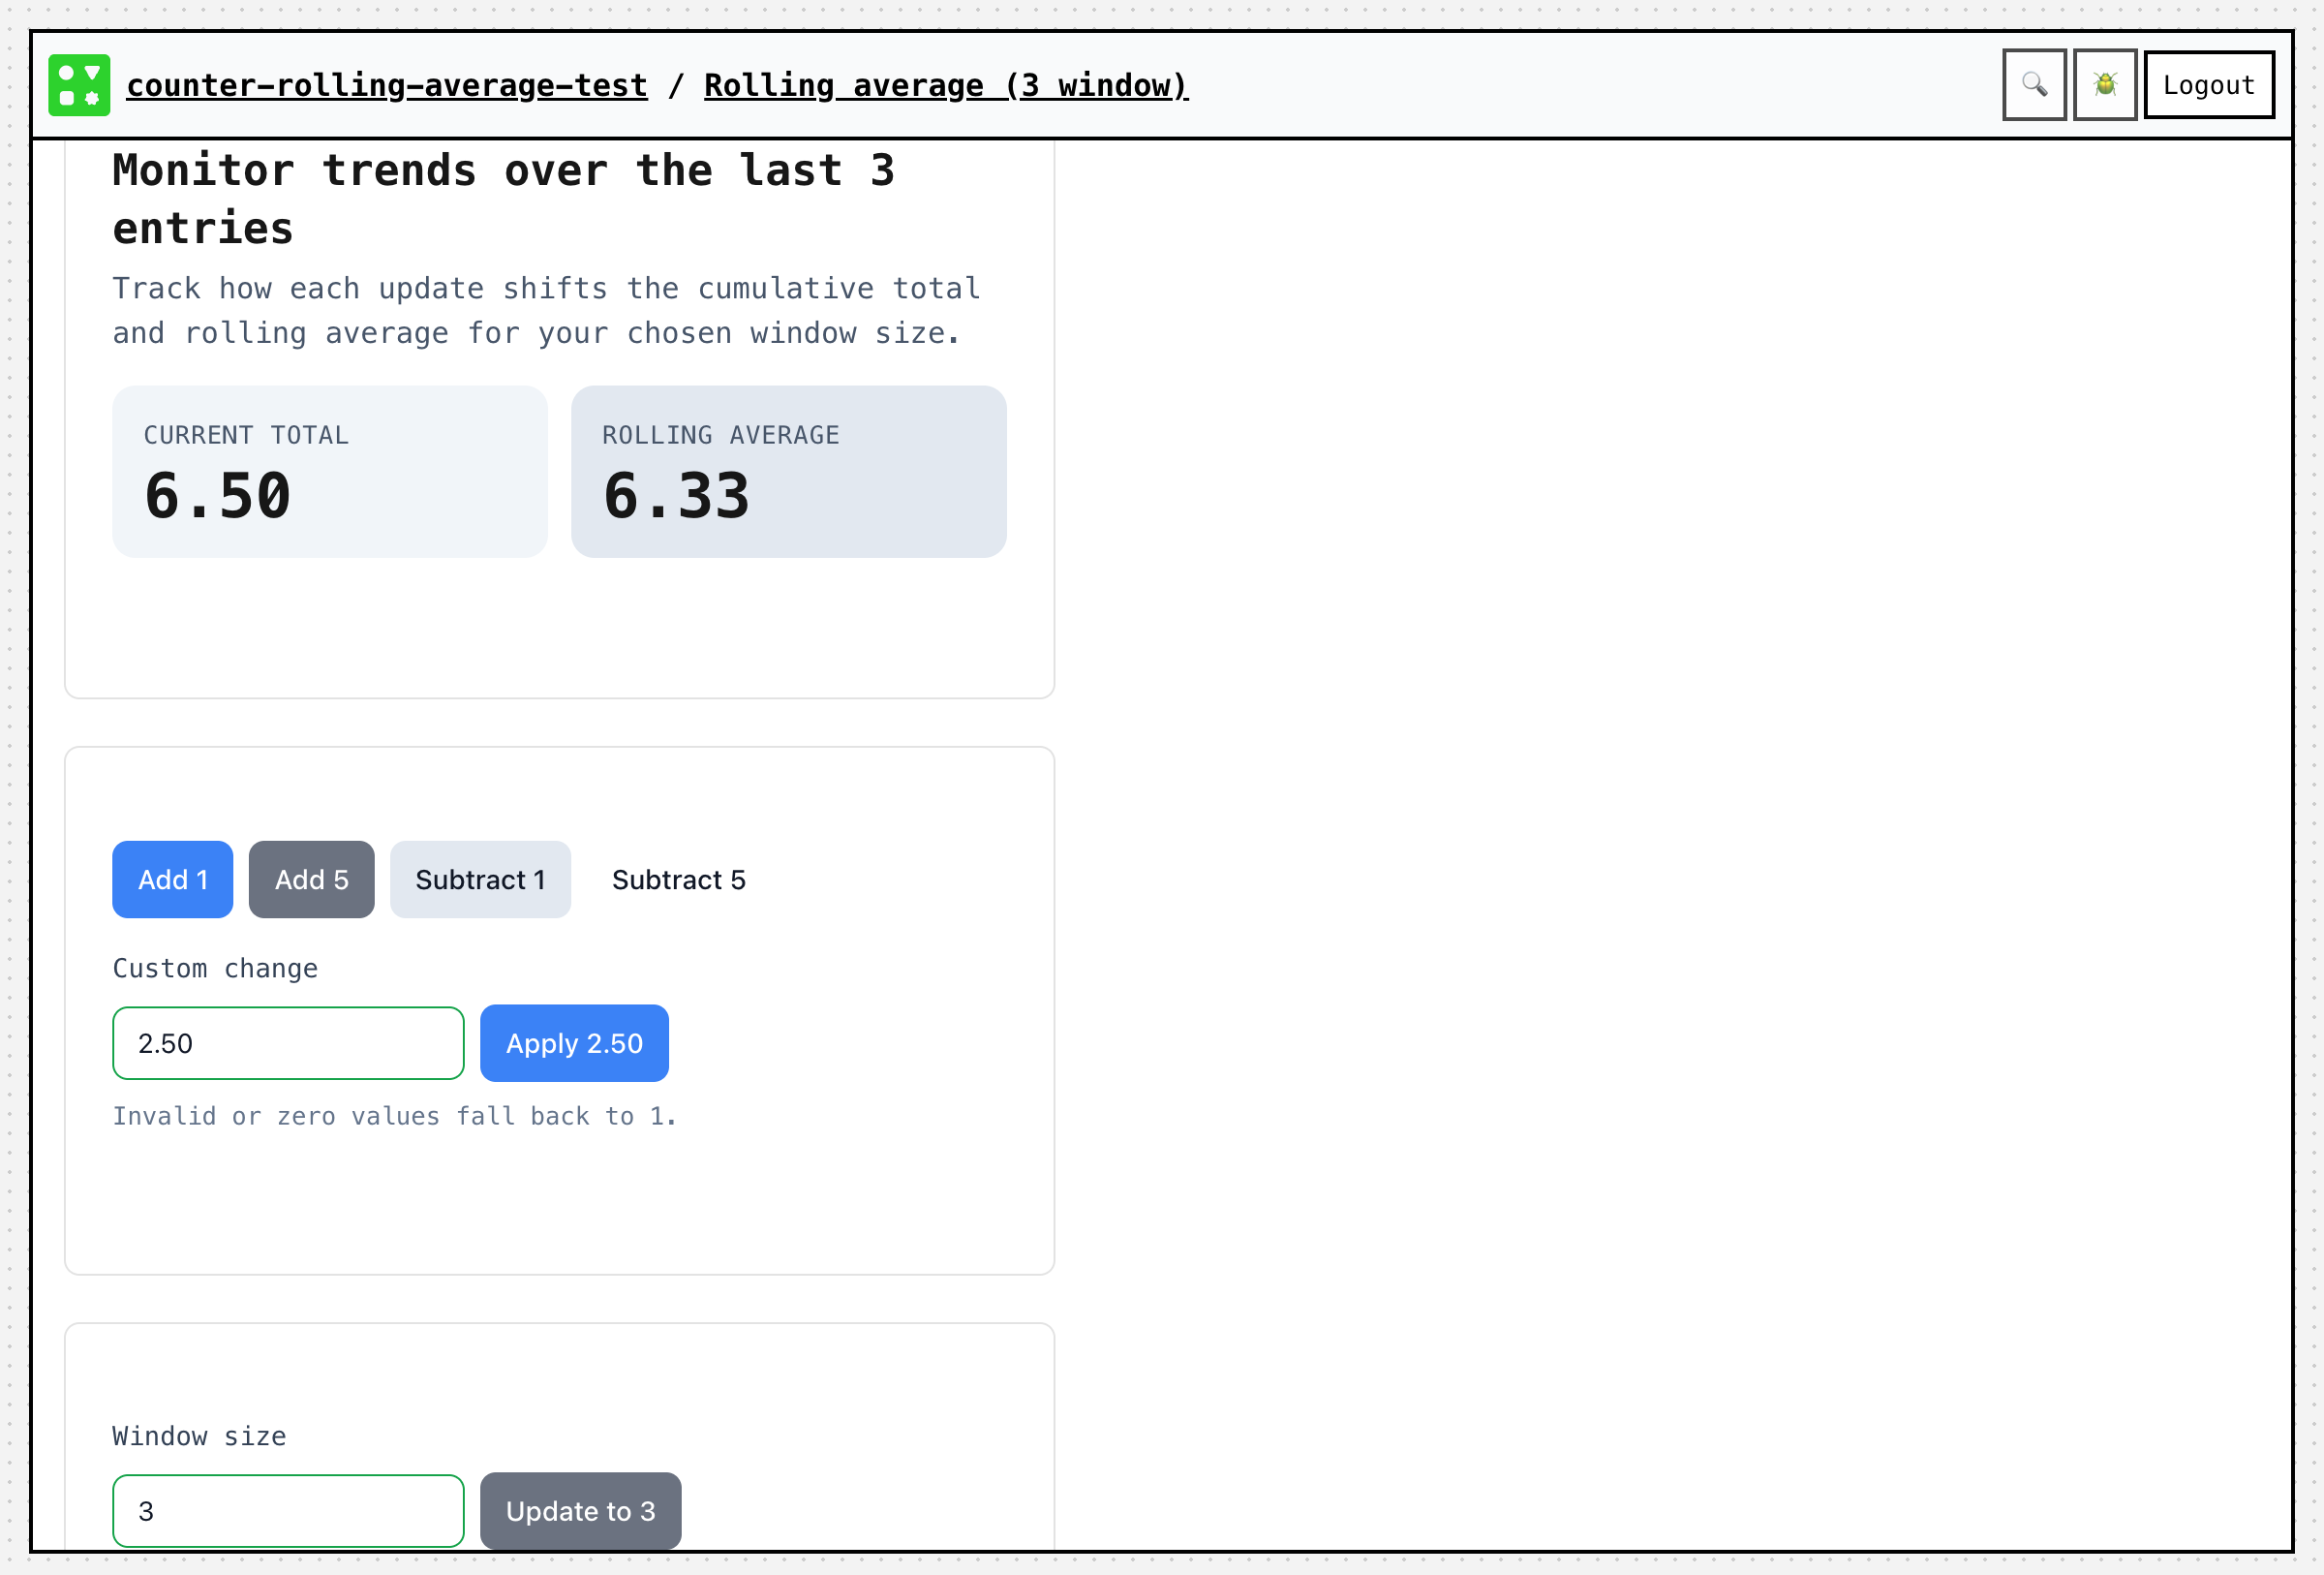 counter-rolling-average-test / Rolling average (3 window)
Logout
Monitor trends over the last 3
entries
Track how each update shifts the cumulative total
and rolling average for your chosen window size.
CURRENT TOTAL
6.50
ROLLING AVERAGE
6.33
Add 1
Add 5
Subtract 1
Subtract 5
Custom change
2.50
Apply 2.50
Invalid or zero values fall back to 1.
Window size
3
Update to 3